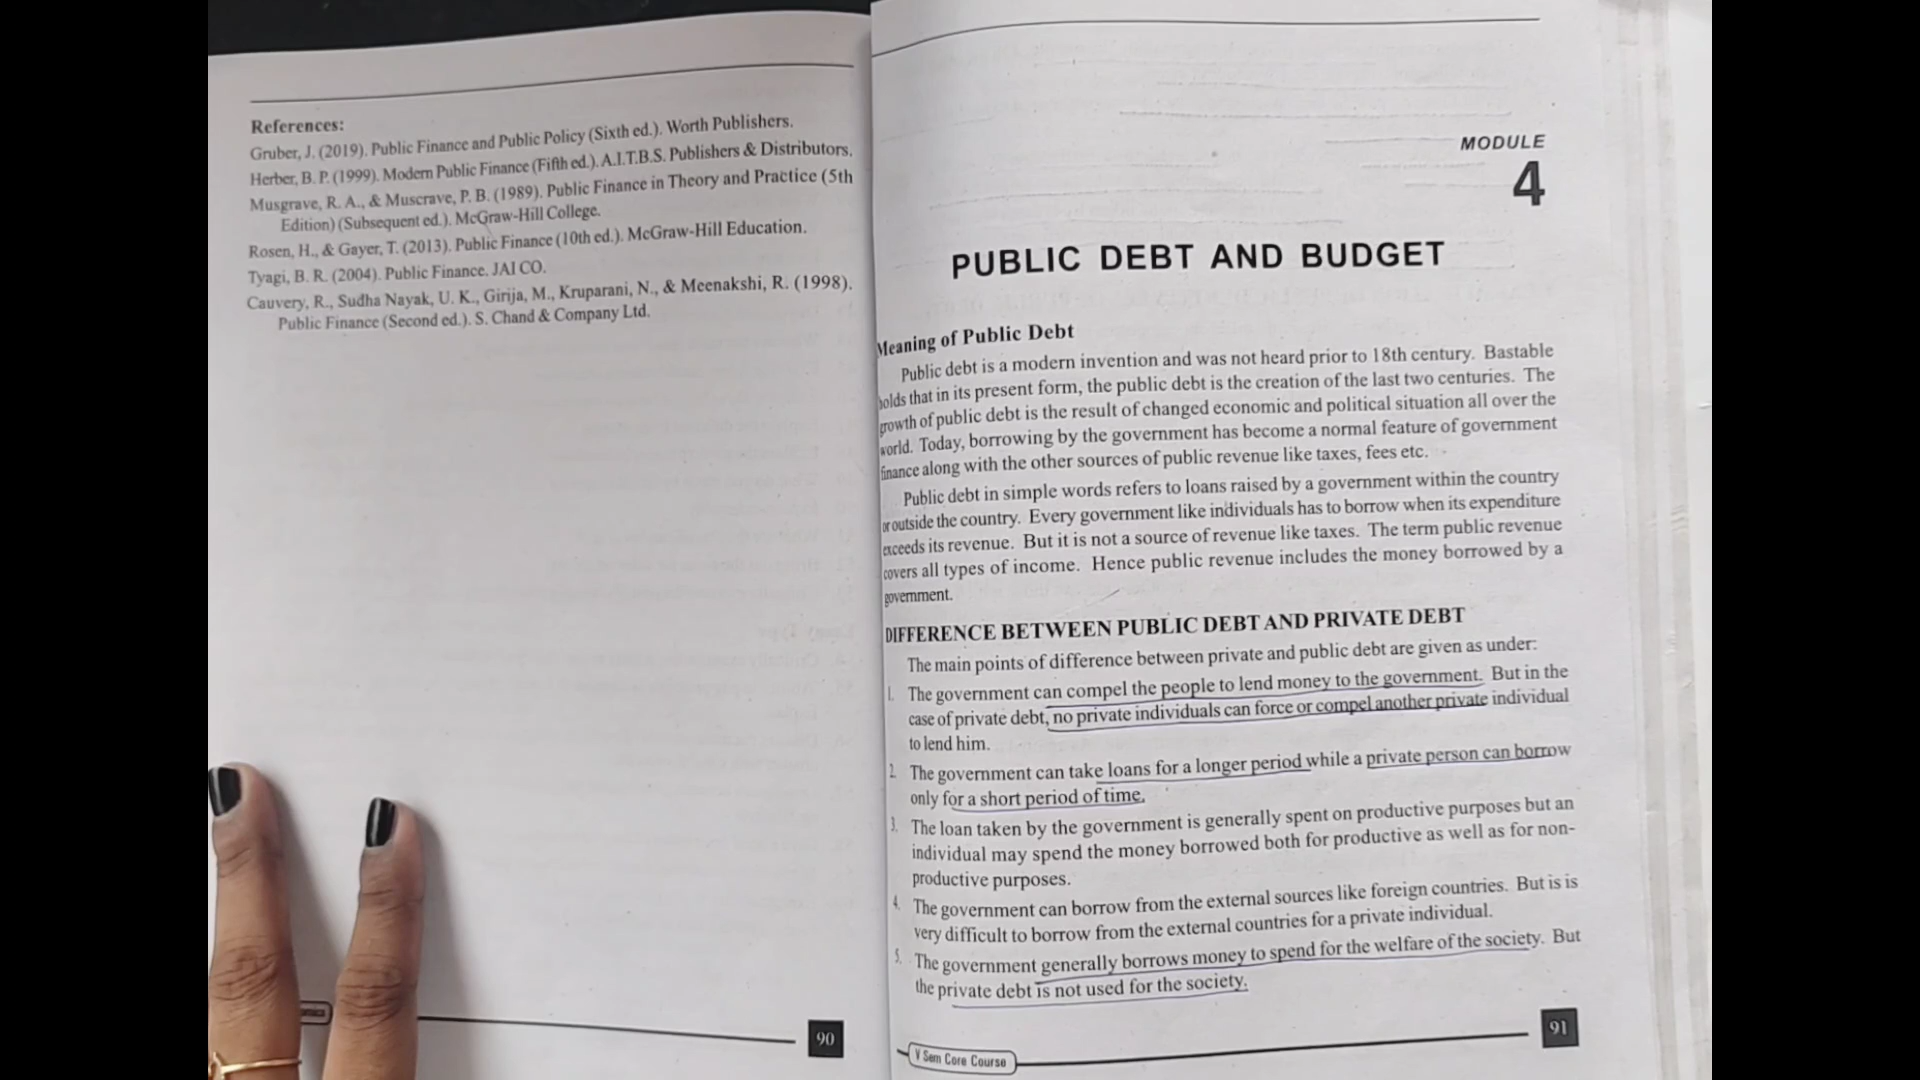 References:
Gruber, J. (2019). Public Finance and Public Policy (Sixth ed.). Worth Publishers.
Herber, B. P. (1999). Modern Public Finance (Fifth ed.). A.I.T.B.S. Publishers & Distributors.
Musgrave, R. A., & Muscrave, P. B. (1989). Public Finance in Theory and Practice (5th
Edition) (Subsequent ed.). McGraw-Hill College.
Rosen, H., & Gayer, T. (2013). Public Finance (10th ed.). McGraw-Hill Education.
Tyagi, B. R. (2004). Public Finance. JAI CO.
Cauvery, R., Sudha Nayak, U. K., Girija, M., Kruparani, N., & Meenakshi, R. (1998).
Public Finance (Second ed.). S. Chand & Company Ltd.
90
MODULE
4
PUBLIC DEBT AND BUDGET
Meaning of Public Debt
Public debt is a modern invention and was not heard prior to 18th century. Bastable
holds that in its present form, the public debt is the creation of the last two centuries. The
growth of public debt is the result of changed economic and political situation all over the
world. Today, borrowing by the government has become a normal feature of government
finance along with the other sources of public revenue like taxes, fees etc.
Public debt in simple words refers to loans raised by a government within the country
or outside the country. Every government like individuals has to borrow when its expenditure
exceeds its revenue. But it is not a source of revenue like taxes. The term public revenue
covers all types of income. Hence public revenue includes the money borrowed by a
government.
DIFFERENCE BETWEEN PUBLIC DEBT AND PRIVATE DEBT
The main points of difference between private and public debt are given as under:
1. The government can compel the people to lend money to the government. But in the
case of private debt, no private individuals can force or compel another private individual
to lend him.
2. The government can take loans for a longer period while a private person can borrow
only for a short period of time.
3. The loan taken by the government is generally spent on productive purposes but an
individual may spend the money borrowed both for productive as well as for non-
productive purposes.
4. The government can borrow from the external sources like foreign countries. But is is
very difficult to borrow from the external countries for a private individual.
5. The government generally borrows money to spend for the welfare of the society. But
the private debt is not used for the society.
V Sem Core Course
91